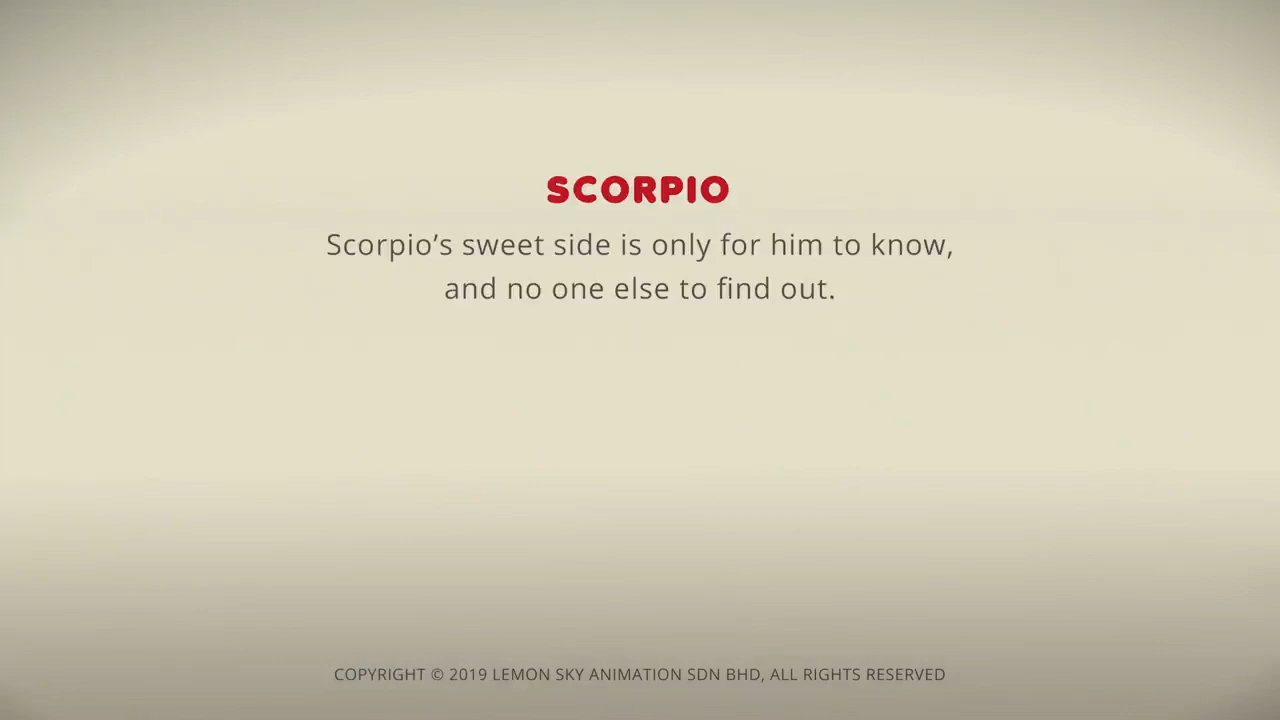 SCORPIO
Scorpio’s sweet side is only for him to know,
and no one else to find out.
COPYRIGHT © 2019 LEMON SKY ANIMATION SDN BHD, ALL RIGHTS RESERVED